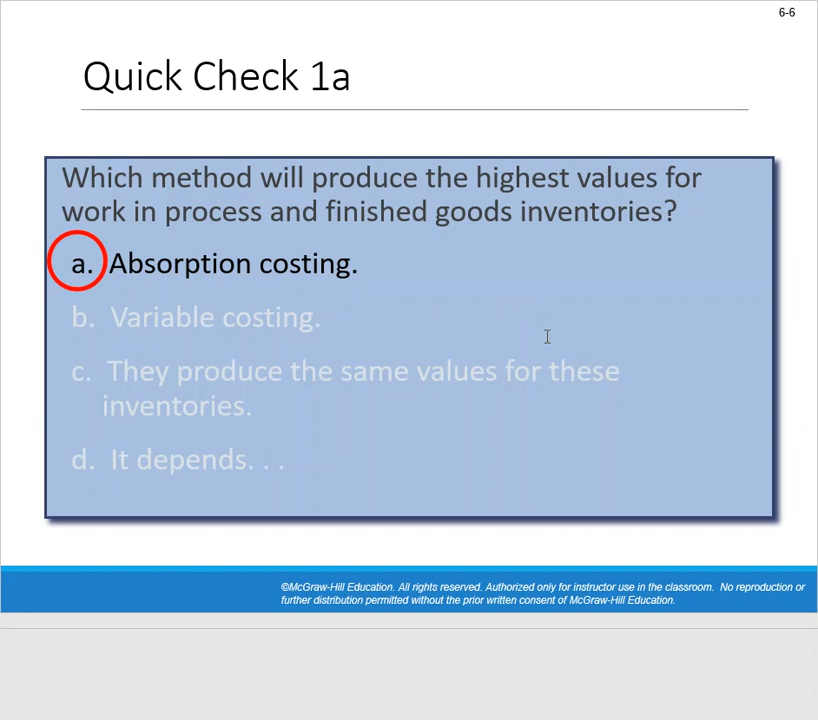 6-6
Quick Check 1a
Which method will produce the highest values for
work in process and finished goods inventories?
a. Absorption costing.
b. Variable costing.
c. They produce the same values for these
inventories.
d. It depends. . .
©McGraw-Hill Education. All rights reserved. Authorized only for instructor use in the classroom. No reproduction or
further distribution permitted without the prior written consent of McGraw-Hill Education.